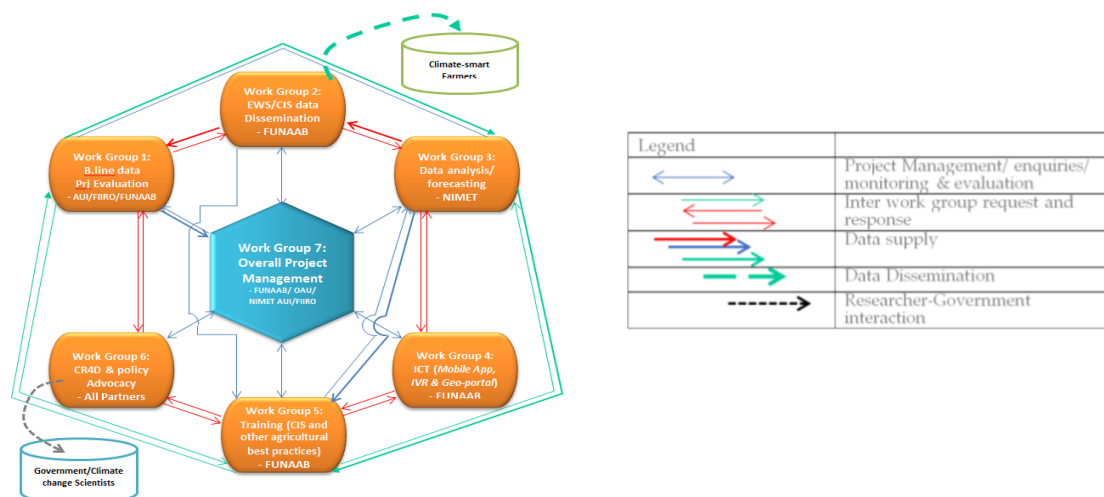 Climate-smart
Farmers
Work Group 2:
EWS/CIS data
Dissemination
- FUNAAB
Work Group 1:
B.line data
Prj Evaluation
- AUI/FIIRO/FUNAAB
Work Group 3:
Data analysis/
forecasting
- NIMET
Work Group 7:
Overall Project
Management
- FUNAAB/ OAU/
NIMET AUI/FIIRO
Work Group 6:
CR4D & policy
Advocacy
- All Partners
Work Group 4:
ICT (Mobile App,
IVR & Geo-portal)
- FUNAAB
Work Group 5:
Training (CIS and
other agricultural
best practices)
- FUNAAB
Government/Climate
change Scientists
Legend
Project Management/ enquiries/
monitoring & evaluation
Inter work group request and
response
Data supply
Data Dissemination
Researcher-Government
interaction